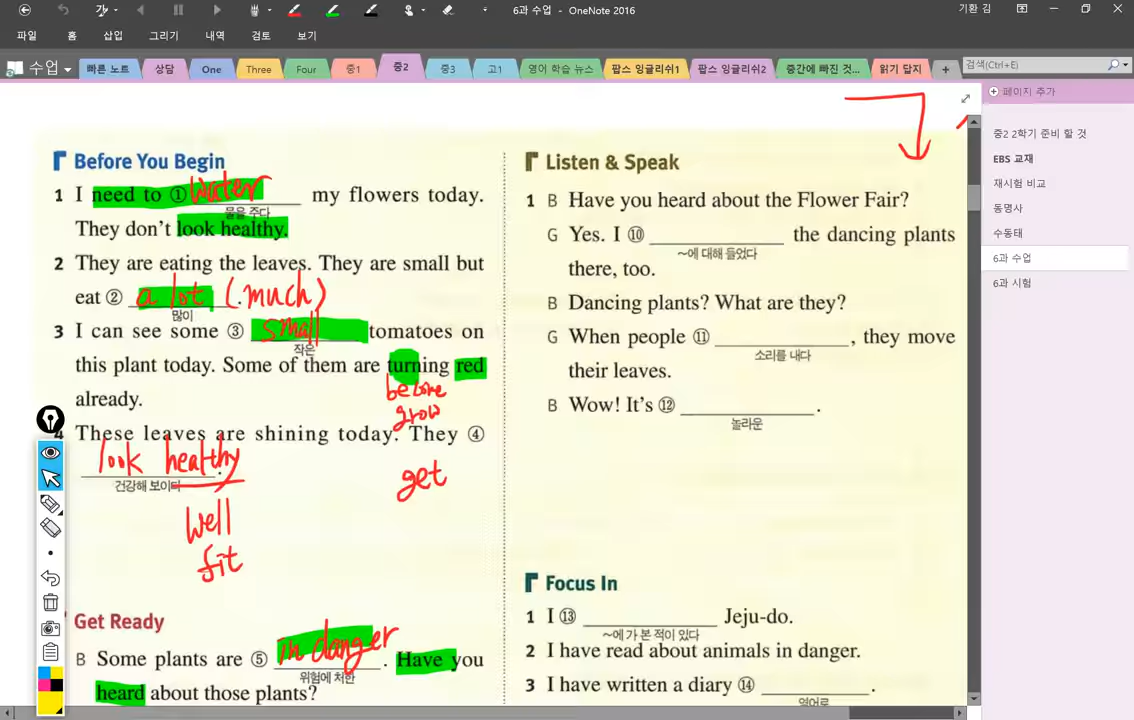 6과 수업 - OneNote 2016
기환 김
파일 홈 삽입 그리기 내역 검토 보기
수업 빠른 노트 상담 One Three Four 중1 중2 중3 고1 영어 학습 뉴스 팝스 잉글리쉬1 팝스 잉글리쉬2 중간에 빠진 것... 읽기 답지 + 검색(Ctrl+E)
페이지 추가
중2 2학기 준비 할 것
EBS 교재
재시험 비교
동명사
수동태
6과 수업
6과 시험
Before You Begin
1 I need to ① water my flowers today.
물을 주다
They don't look healthy.
2 They are eating the leaves. They are small but
eat ② a lot (much)
많이
3 I can see some ③ small tomatoes on
작은
this plant today. Some of them are turning red
already.
become
grow
get
4 These leaves are shining today. They ④
look healthy.
건강해 보이다
well
fit
Get Ready
B Some plants are ⑤ in danger. Have you
위험에 처한
heard about those plants?
Listen & Speak
1 B Have you heard about the Flower Fair?
G Yes. I ⑩ ____________ the dancing plants
~에 대해 들었다
there, too.
B Dancing plants? What are they?
G When people ⑪ ____________, they move
소리를 내다
their leaves.
B Wow! It's ⑫ ____________.
놀라운
Focus In
1 I ⑬ ____________ Jeju-do.
~에 가 본 적이 있다
2 I have read about animals in danger.
3 I have written a diary ⑭ ____________.
영어로